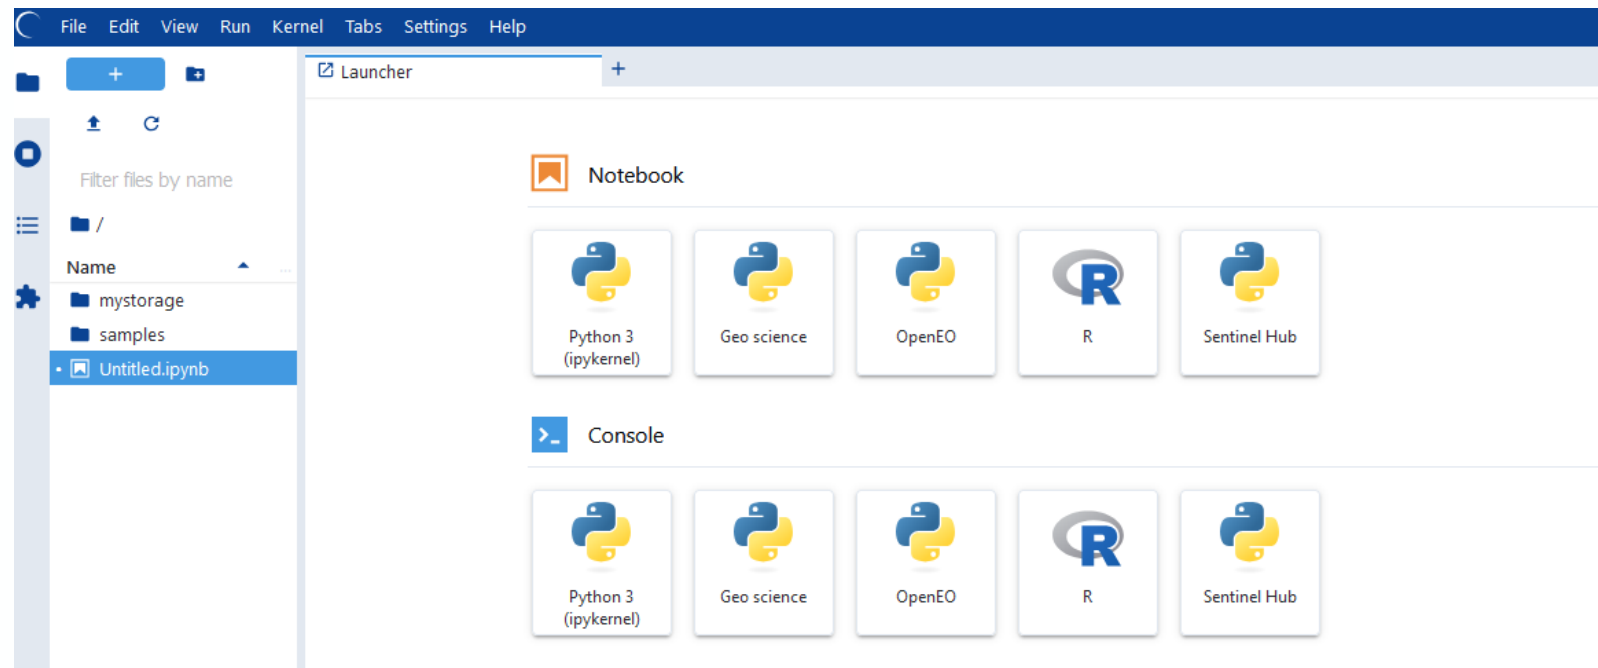 File Edit View Run Kernel Tabs Settings Help
Launcher
Filter files by name
/
Name
mystorage
samples
Untitled.ipynb
Notebook
Python 3
(ipykernel)
Geo science
OpenEO
R
Sentinel Hub
Console
Python 3
(ipykernel)
Geo science
OpenEO
R
Sentinel Hub